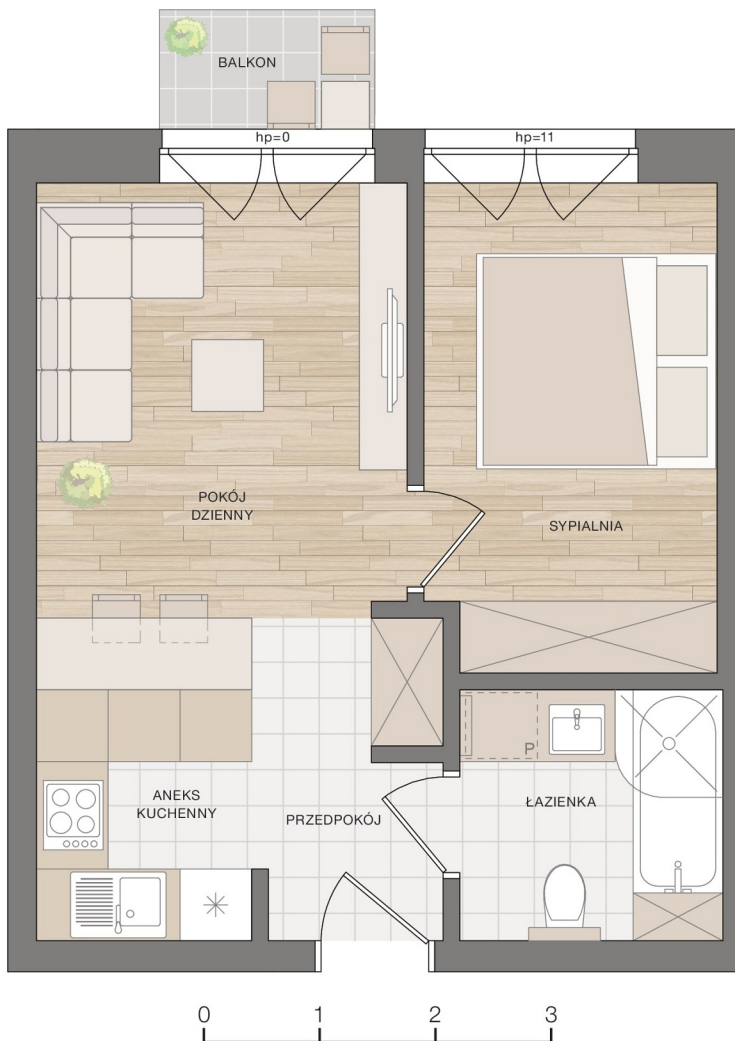 BALKON
hp=0
hp=11
POKÓJ
DZIENNY
SYPIALNIA
P
ANEKS
KUCHENNY
PRZEDPOKÓJ
ŁAZIENKA
0 1 2 3